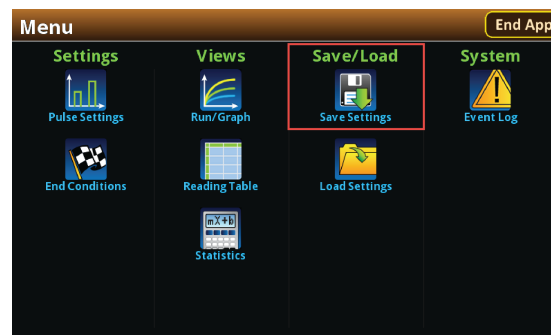 Menu
End App
Settings
Views
Save/Load
System
Pulse Settings
Run/Graph
Save Settings
Event Log
End Conditions
Reading Table
Load Settings
mX+b
Statistics